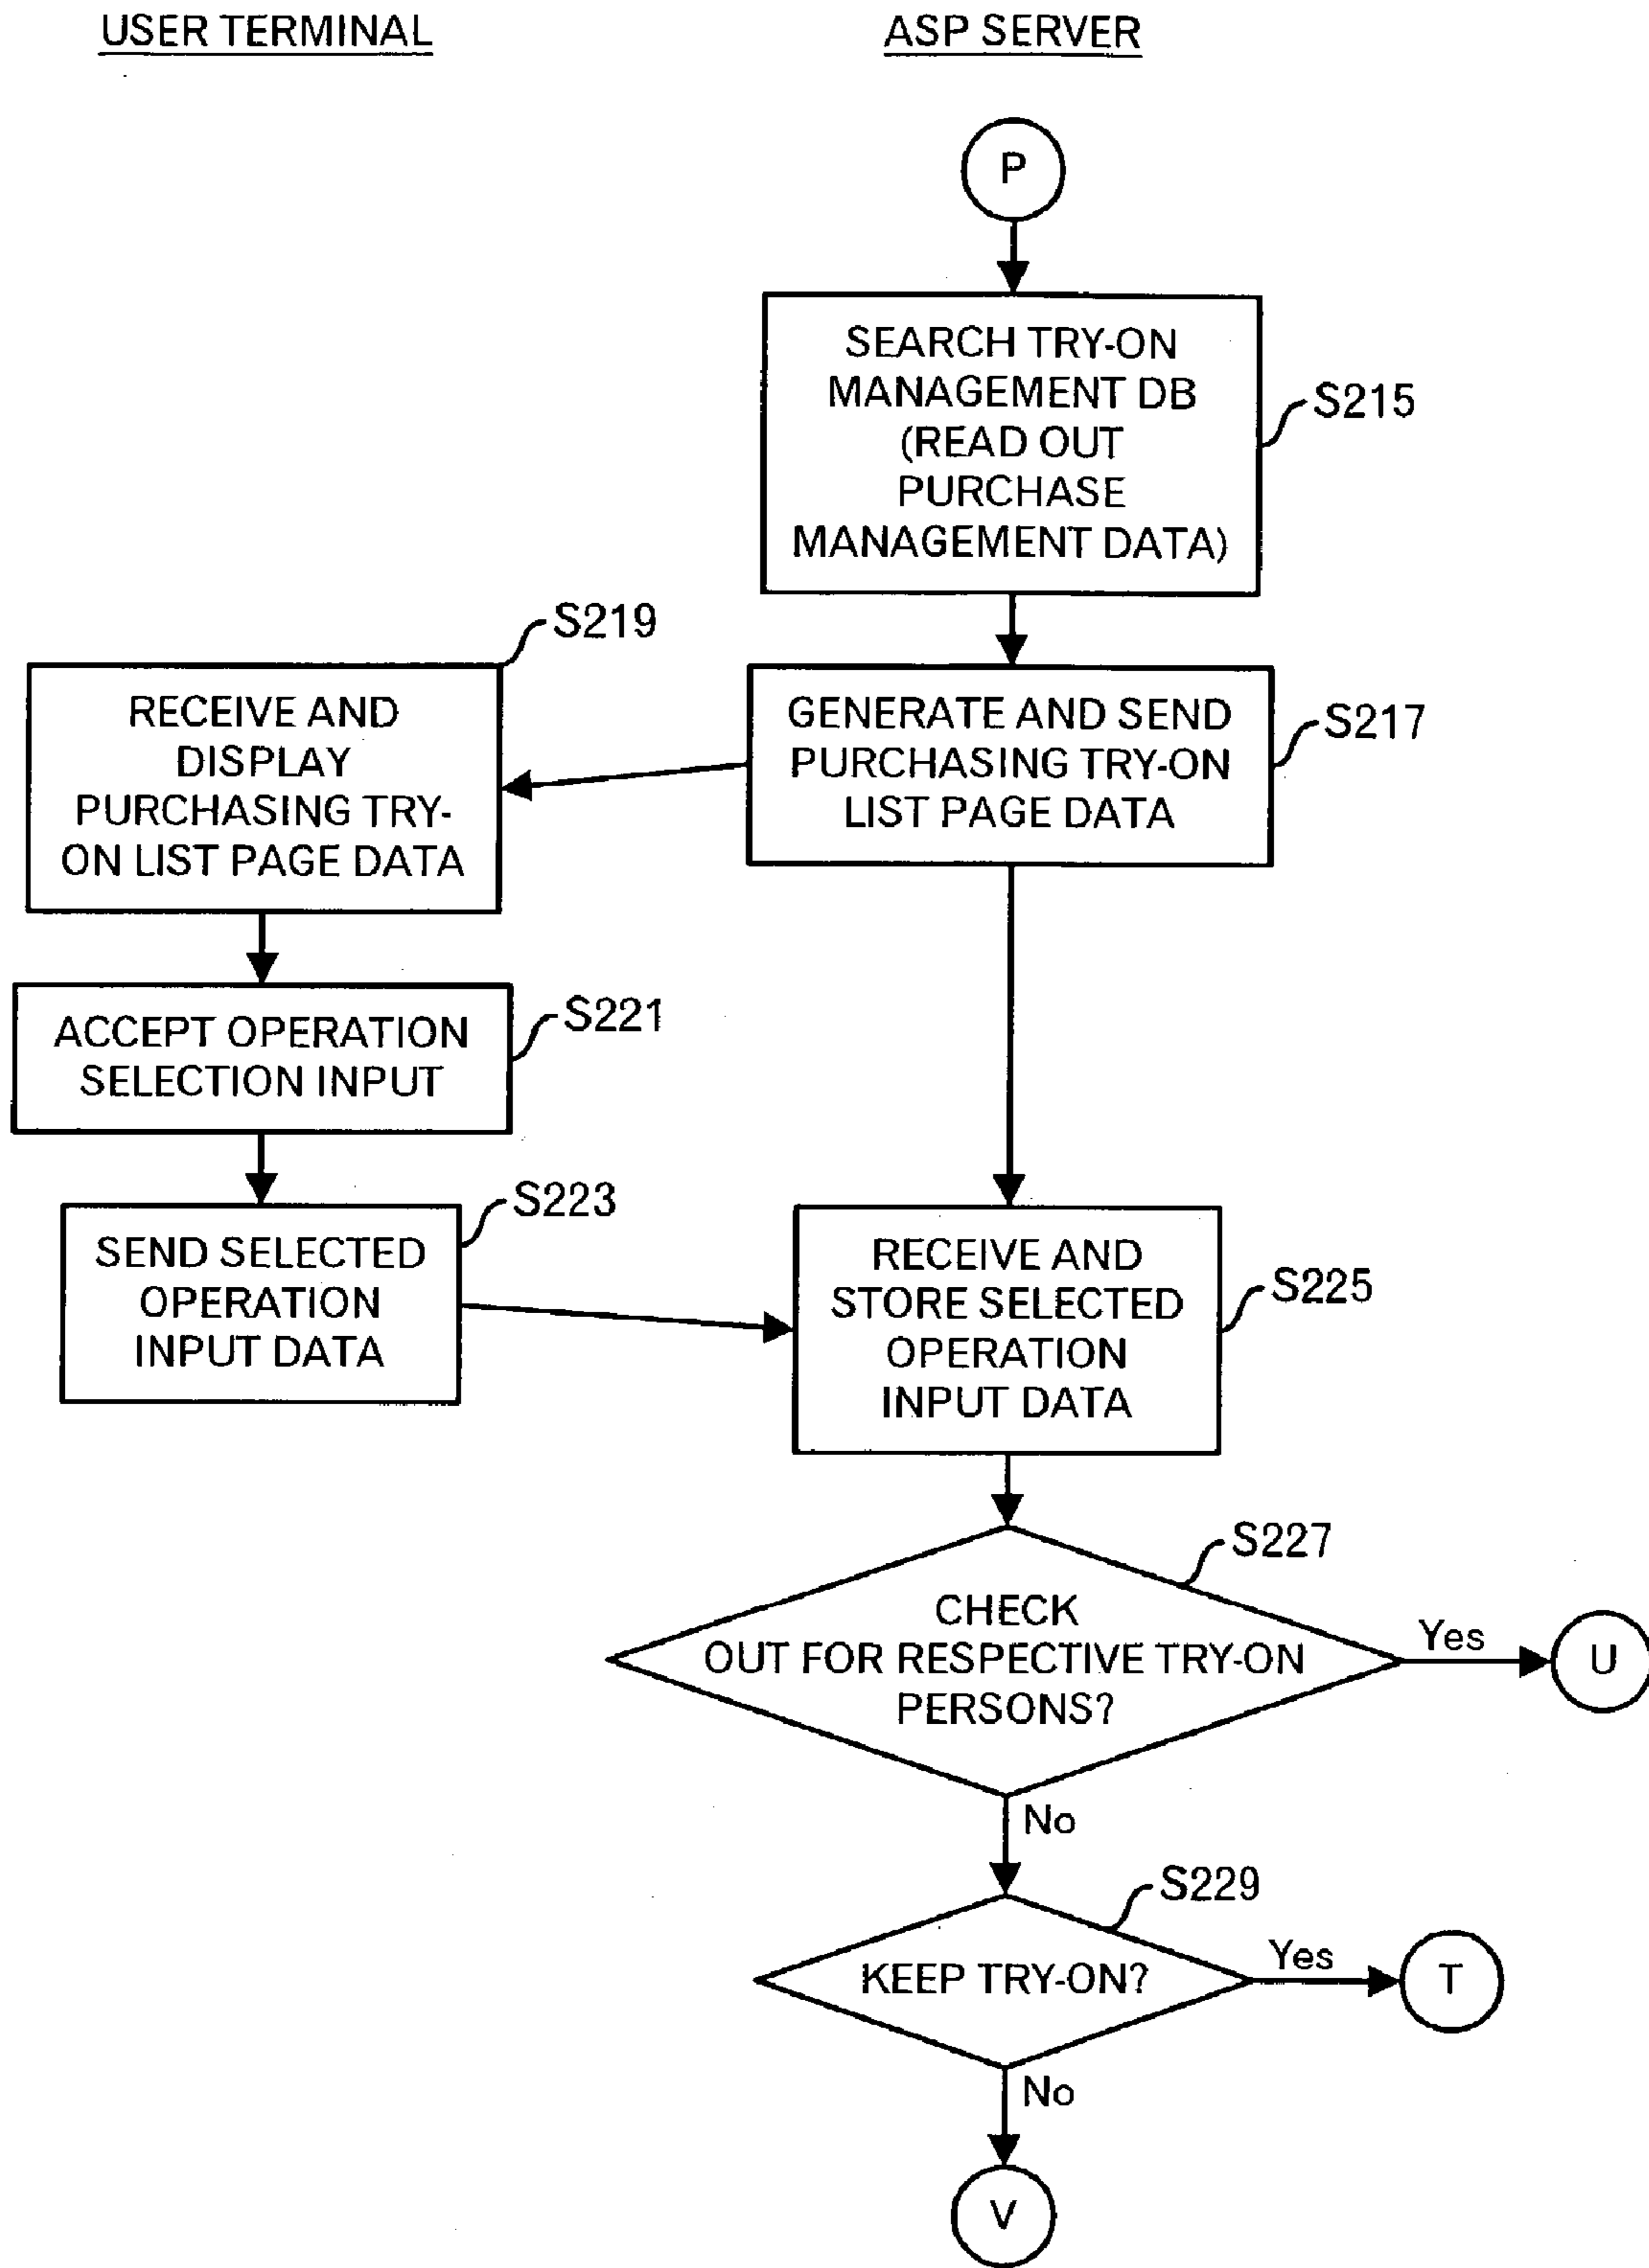 USER TERMINAL
ASP SERVER
P
SEARCH TRY-ON
MANAGEMENT DB
(READ OUT
PURCHASE
MANAGEMENT DATA)
S215
S219
RECEIVE AND
DISPLAY
PURCHASING TRY-
ON LIST PAGE DATA
GENERATE AND SEND
PURCHASING TRY-ON
LIST PAGE DATA
S217
ACCEPT OPERATION
SELECTION INPUT
S221
SEND SELECTED
OPERATION
INPUT DATA
S223
RECEIVE AND
STORE SELECTED
OPERATION
INPUT DATA
S225
S227
CHECK
OUT FOR RESPECTIVE TRY-ON
PERSONS?
Yes
U
No
S229
KEEP TRY-ON?
Yes
T
No
V